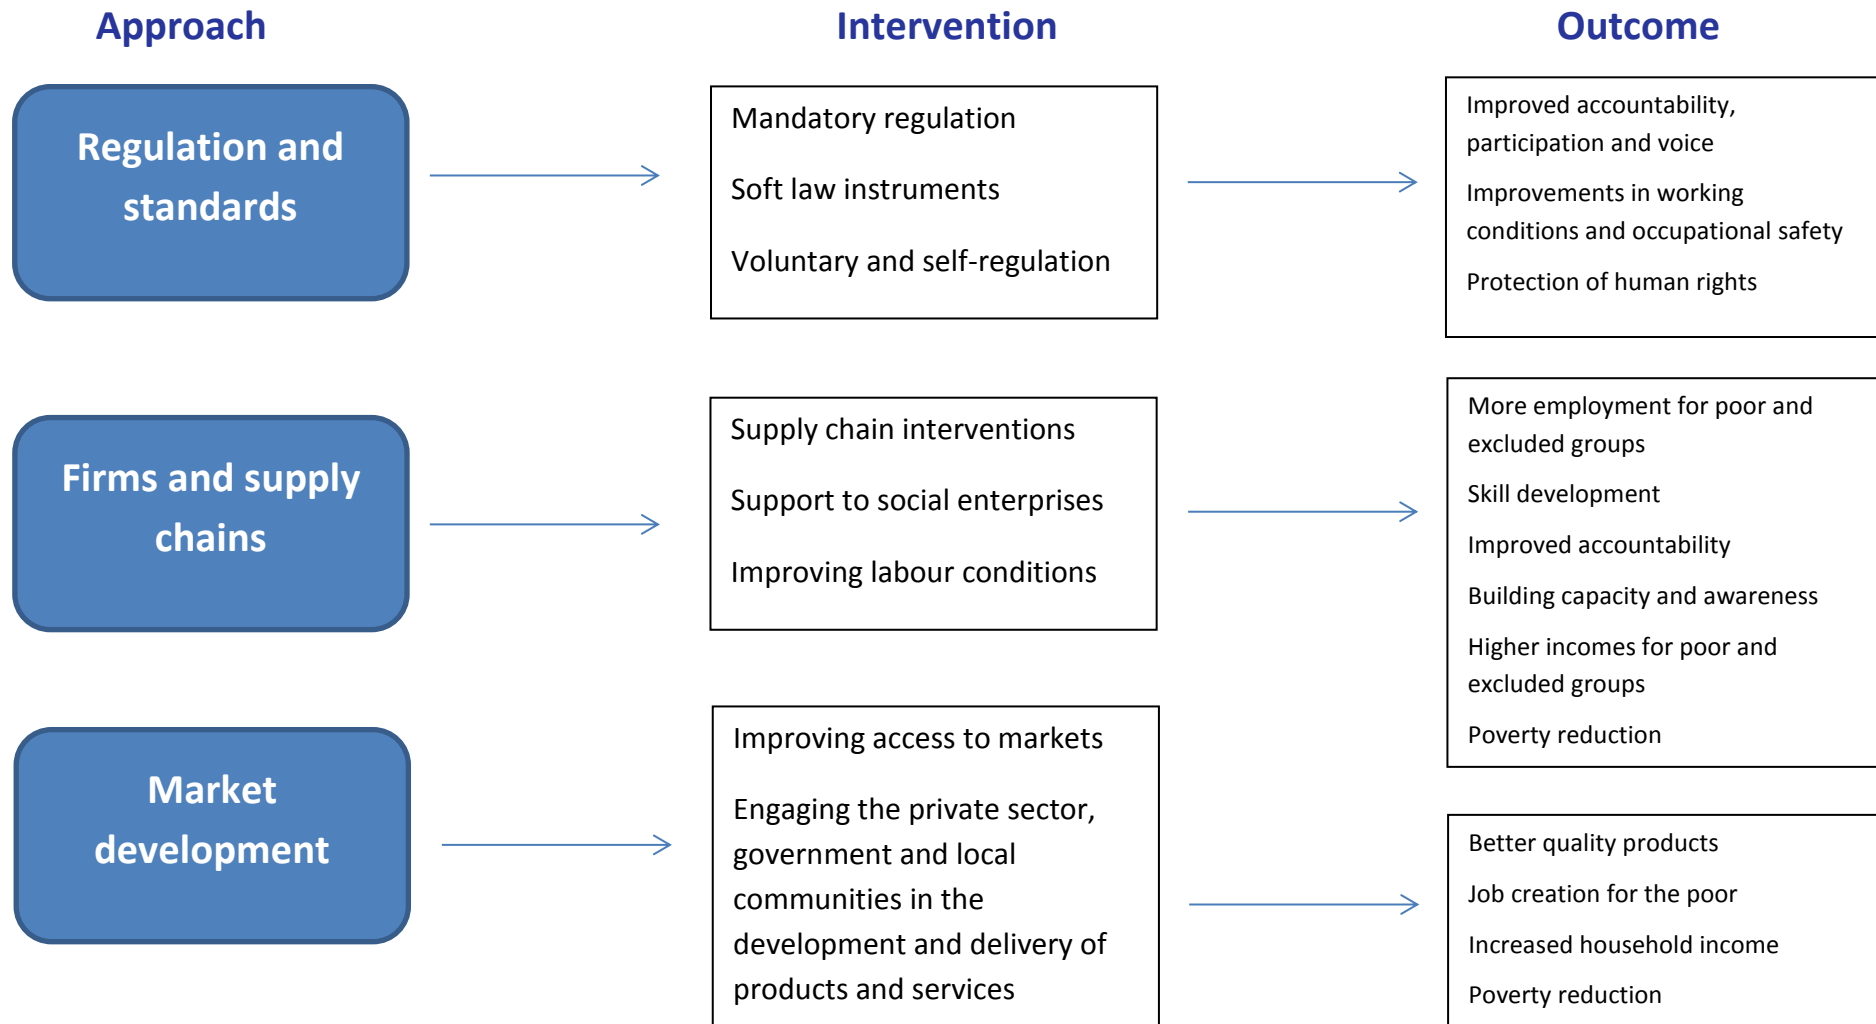 Approach
Intervention
Outcome
Regulation and
standards
Mandatory regulation
Soft law instruments
Voluntary and self-regulation
Improved accountability,
participation and voice
Improvements in working
conditions and occupational safety
Protection of human rights
Firms and supply
chains
Supply chain interventions
Support to social enterprises
Improving labour conditions
More employment for poor and
excluded groups
Skill development
Improved accountability
Building capacity and awareness
Higher incomes for poor and
excluded groups
Poverty reduction
Market
development
Improving access to markets
Engaging the private sector,
government and local
communities in the
development and delivery of
products and services
Better quality products
Job creation for the poor
Increased household income
Poverty reduction